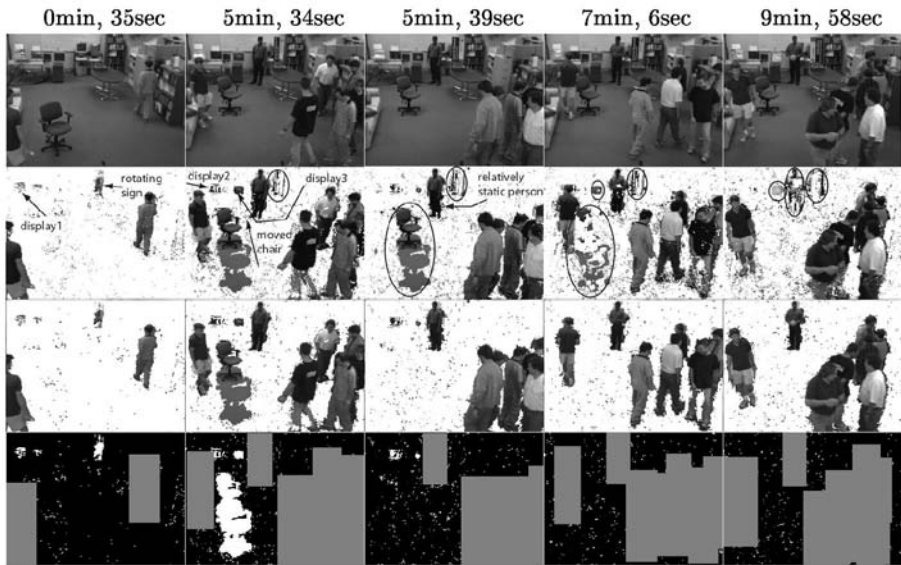 0min, 35sec 5min, 34sec 5min, 39sec 7min, 6sec 9min, 58sec
rotating
sign
display1
display2
display3
moved
chair
relatively
static person